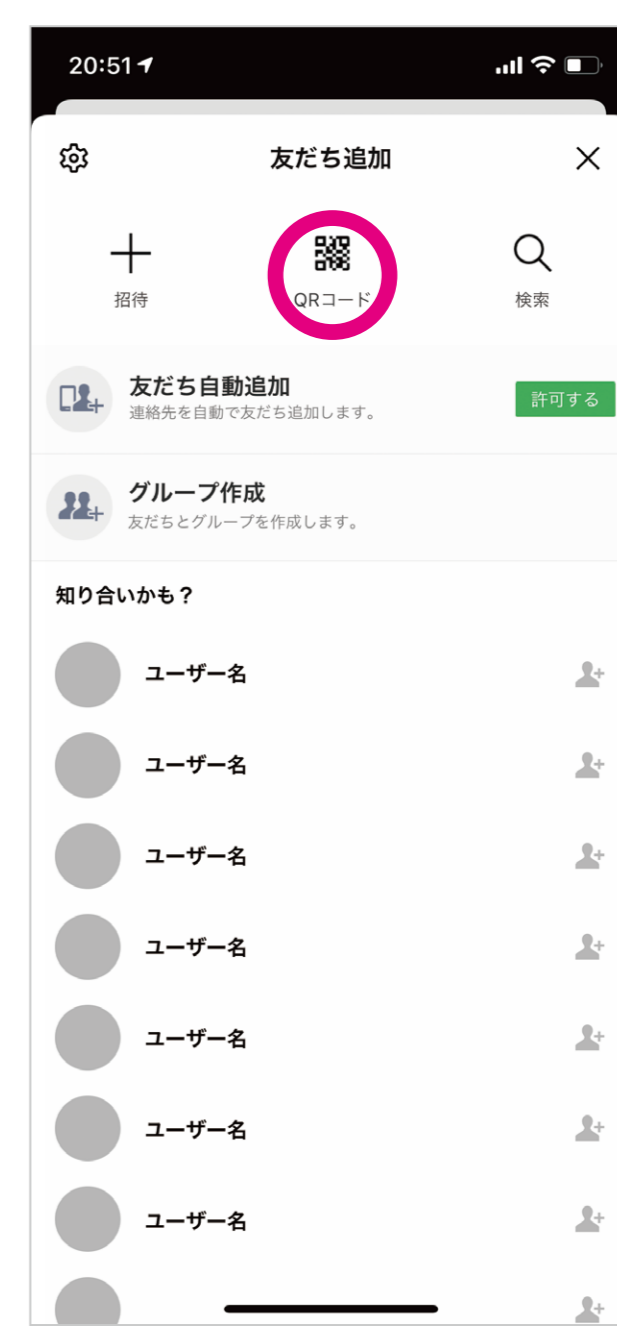 20:51
友だち追加
招待
QRコード
検索
友だち自動追加
連絡先を自動で友だち追加します。
許可する
グループ作成
友だちとグループを作成します。
知り合いかも？
ユーザー名
ユーザー名
ユーザー名
ユーザー名
ユーザー名
ユーザー名
ユーザー名